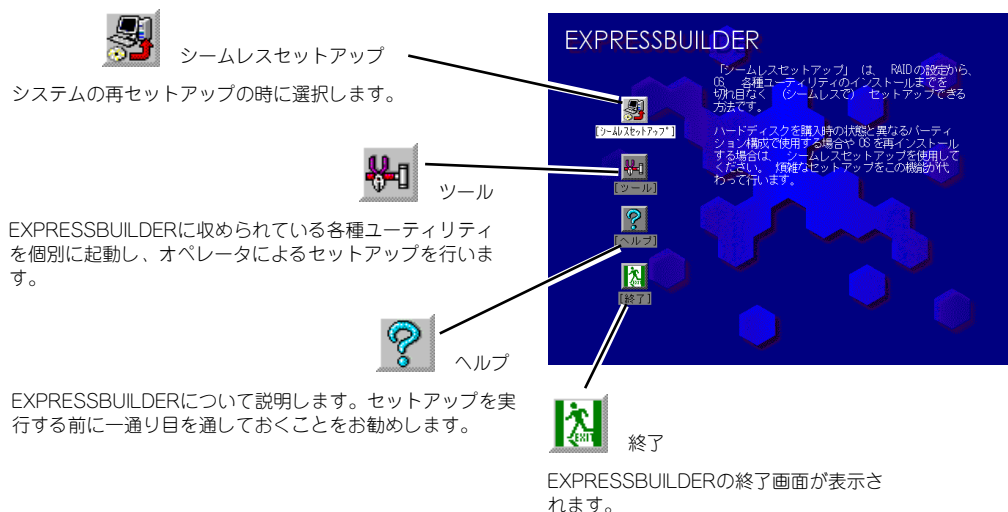 シームレスセットアップ
システムの再セットアップの時に選択します。
ツール
EXPRESSBUILDERに収められている各種ユーティリティ
を個別に起動し、オペレータによるセットアップを行いま
す。
ヘルプ
EXPRESSBUILDERについて説明します。セットアップを実
行する前に一通り目を通しておくことをお勧めします。
EXPRESSBUILDER
「シームレスセットアップ」 は、 RAIDの設定から、
OS 各種ユーティリティのインストールまでを
切れ目なく (シームレスで) セットアップできる
方法です。
ハードディスクを購入時の状態と異なるパーティ
ション構成で使用する場合や OSを再インストール
する場合は、 シームレスセットアップを使用して
ください。 煩雑なセットアップをこの機能が代
わって行います。
[シームレスセットアップ]
[ツール]
[ヘルプ]
[終了]
EXIT
終了
EXPRESSBUILDERの終了画面が表示さ
れます。